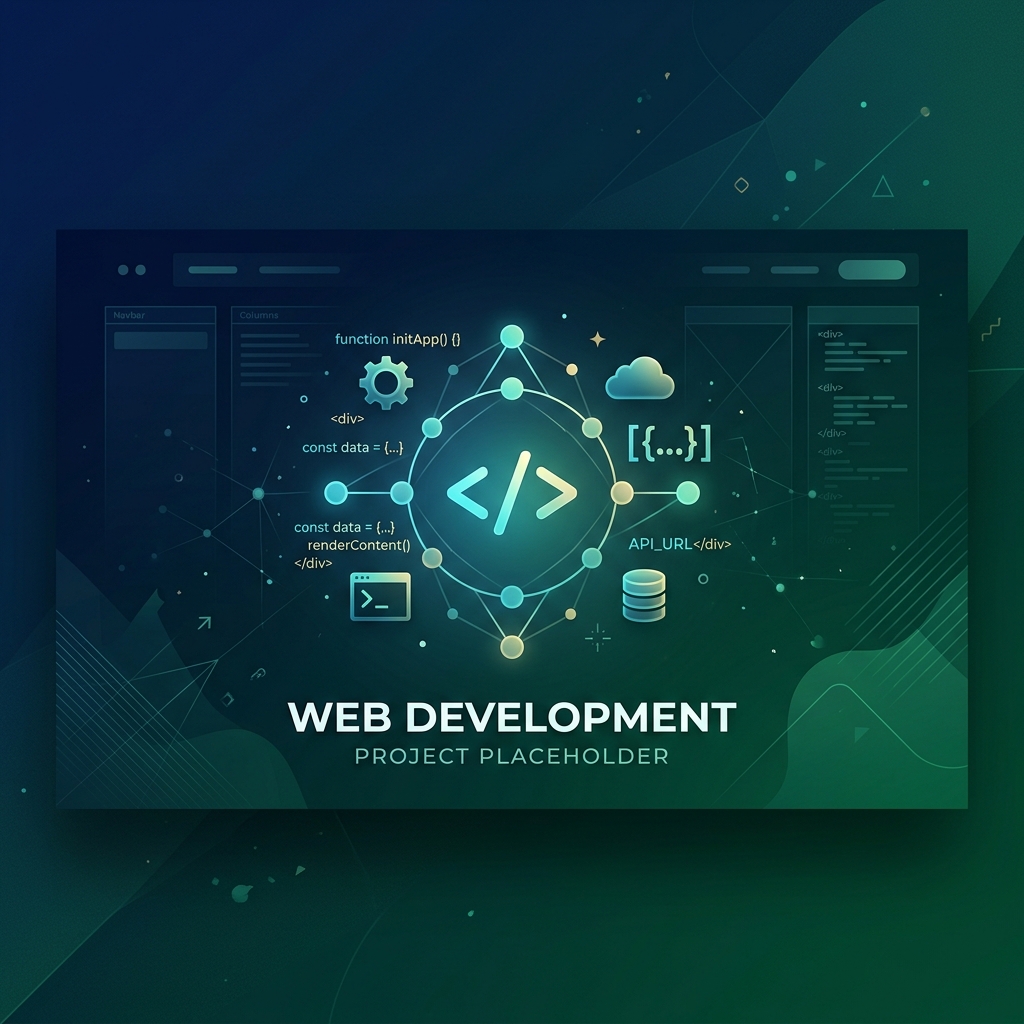 Navbar
Columns
function initApp() {}
<div>
const data = {...}
const data = {...}
renderContent()
</div>
</>
[{...}]
API_URL</div>
>_
<div>
<div>
</div>
<div>
<div>
WEB DEVELOPMENT
PROJECT PLACEHOLDER